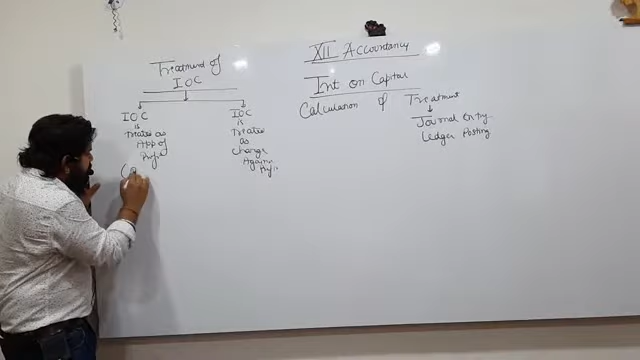 XII Accountancy
Int on Capital
Calculation of Treatment
Journal Entry
Ledger Posting
Treatment of
IOC
IOC
is
treated as
App of
Profit
IOC
is
treated
as
Charge
Against
Profit